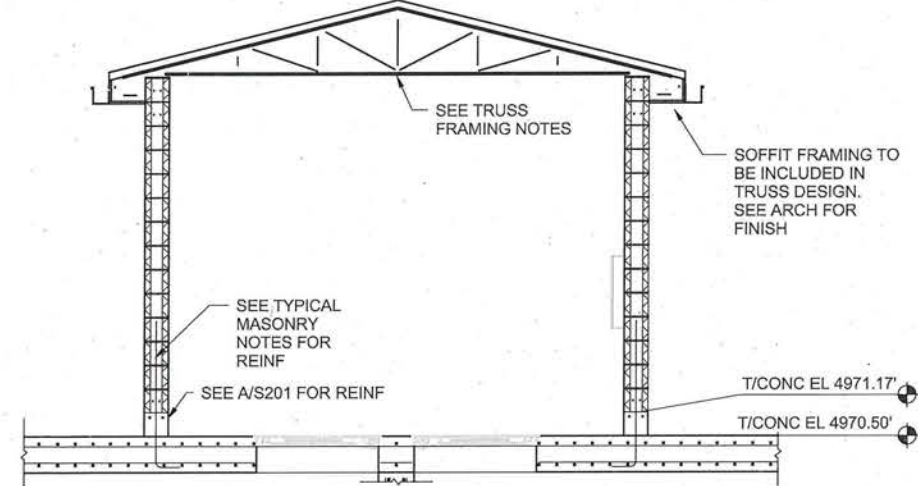 SEE TRUSS
FRAMING NOTES
SOFFIT FRAMING TO
BE INCLUDED IN
TRUSS DESIGN.
SEE ARCH FOR
FINISH
SEE TYPICAL
MASONRY
NOTES FOR
REINF
SEE A/S201 FOR REINF
T/CONC EL 4971.17'
T/CONC EL 4970.50'